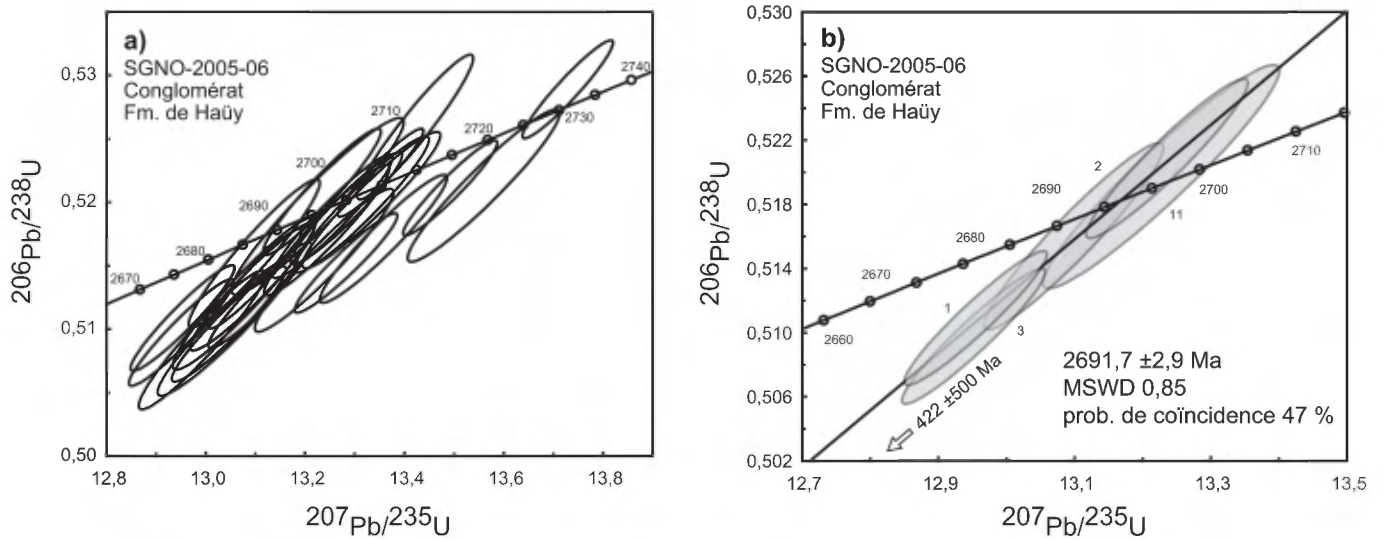 a)
SGNO-2005-06
Conglomérat
Fm. de Haüy
0,53
0,52
0,51
0,50
206Pb/238U
2670
2680
2690
2700
2710
2720
2730
2740
12,8
13,0
13,2
13,4
13,6
13,8
207Pb/235U
b)
SGNO-2005-06
Conglomérat
Fm. de Haüy
0,530
0,526
0,522
0,518
0,514
0,510
0,506
0,502
206Pb/238U
2660
2670
2680
2690
2700
2710
1
2
3
11
422 ±500 Ma
2691,7 ±2,9 Ma
MSWD 0,85
prob. de coïncidence 47 %
12,7
12,9
13,1
13,3
13,5
207Pb/235U